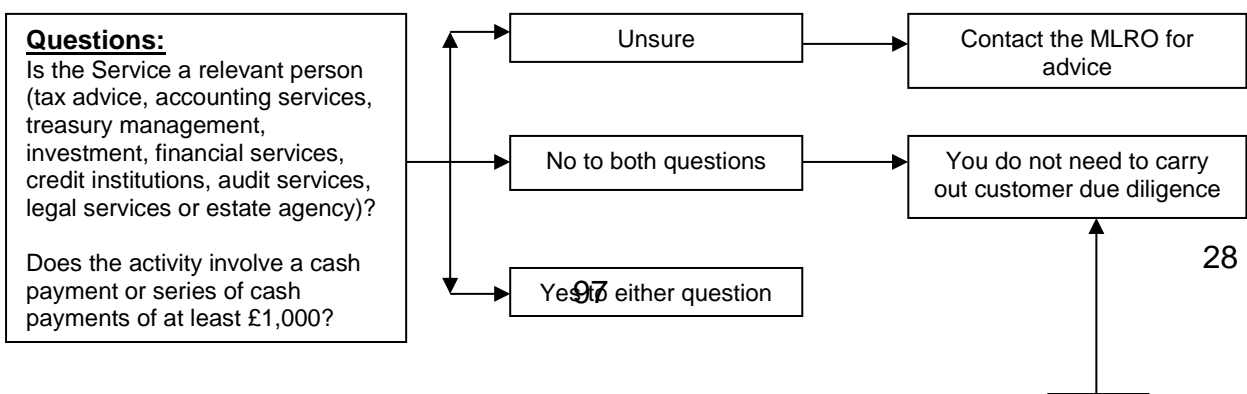 Questions:
Is the Service a relevant person
(tax advice, accounting services,
treasury management,
investment, financial services,
credit institutions, audit services,
legal services or estate agency)?
Does the activity involve a cash
payment or series of cash
payments of at least £1,000?
Unsure
Contact the MLRO for
advice
No to both questions
You do not need to carry
out customer due diligence
Yes to either question
97
28